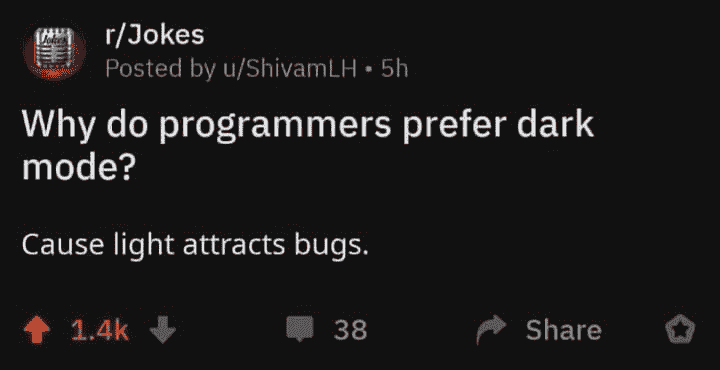 r/Jokes
Posted by u/ShivamLH • 5h
Why do programmers prefer dark
mode?
Cause light attracts bugs.
1.4k 38 Share